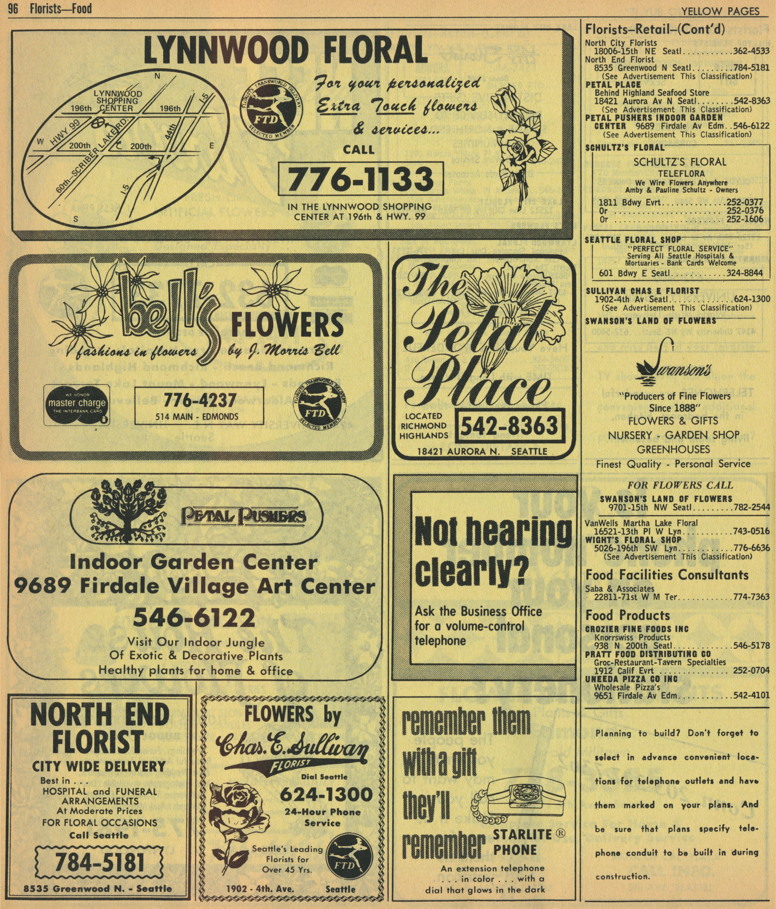 96 Florists—Food
YELLOW PAGES
LYNNWOOD FLORAL
N
LYNNWOOD
SHOPPING
CENTER
196th
196th
I-5
HWY 99
44th
W
200th
200th
E
60th-SCRIBER LAKE RD
I-5
S
FTD
For your personalized
Extra Touch flowers
& services...
CALL
776-1133
IN THE LYNNWOOD SHOPPING
CENTER AT 196th & HWY. 99
bell's
FLOWERS
fashions in flowers by J. Morris Bell
WE HONOR
master charge
THE INTERBANK CARD
776-4237
514 MAIN - EDMONDS
FTD
The
Petal
Place
LOCATED
RICHMOND
HIGHLANDS
542-8363
18421 AURORA N. SEATTLE
PETAL PUSHERS
Indoor Garden Center
9689 Firdale Village Art Center
546-6122
Visit Our Indoor Jungle
Of Exotic & Decorative Plants
Healthy plants for home & office
Not hearing
clearly?
Ask the Business Office
for a volume-control
telephone
NORTH END
FLORIST
CITY WIDE DELIVERY
Best in . . .
HOSPITAL and FUNERAL
ARRANGEMENTS
At Moderate Prices
FOR FLORAL OCCASIONS
Call Seattle
784-5181
8535 Greenwood N. - Seattle
FLOWERS by
Chas. E. Sullivan
FLORIST
Dial Seattle
624-1300
24-Hour Phone
Service
Seattle's Leading
Florists for
Over 45 Yrs.
FTD
1902 - 4th. Ave. Seattle
remember them
with a gift
they'll
remember
STARLITE ®
PHONE
An extension telephone
. . . in color . . . with a
dial that glows in the dark
Florists—Retail—(Cont'd)
North City Florists
18006-15th NE Seatl..........362-4533
North End Florist
8535 Greenwood N Seatl.......784-5181
(See Advertisement This Classification)
PETAL PLACE
Behind Highland Seafood Store
18421 Aurora Av N Seatl......542-8363
(See Advertisement This Classification)
PETAL PUSHERS INDOOR GARDEN
CENTER 9689 Firdale Av Edm..546-6122
(See Advertisement This Classification)
SCHULTZ'S FLORAL
SCHULTZ'S FLORAL
TELEFLORA
We Wire Flowers Anywhere
Amby & Pauline Schultz - Owners
1811 Bdwy Evrt..................252-0377
Or ..................252-0376
Or ..................252-1606
SEATTLE FLORAL SHOP
"PERFECT FLORAL SERVICE"
Serving All Seattle Hospitals &
Mortuaries - Bank Cards Welcome
601 Bdwy E Seatl............324-8844
SULLIVAN CHAS E FLORIST
1902-4th Av Seatl............624-1300
(See Advertisement This Classification)
SWANSON'S LAND OF FLOWERS
Swanson's
"Producers of Fine Flowers
Since 1888"
FLOWERS & GIFTS
NURSERY - GARDEN SHOP
GREENHOUSES
Finest Quality - Personal Service
FOR FLOWERS CALL
SWANSON'S LAND OF FLOWERS
9701-15th NW Seatl..........782-2544
VanWells Martha Lake Floral
16521-13th Pl W Lyn..........743-0516
WIGHT'S FLORAL SHOP
5026-196th SW Lyn............776-6636
(See Advertisement This Classification)
Food Facilities Consultants
Saba & Associates
22811-71st W M Ter...........774-7363
Food Products
CROZIER FINE FOODS INC
Knorrswiss Products
938 N 200th Seatl............546-5178
PRATT FOOD DISTRIBUTING CO
Groc-Restaurant-Tavern Specialties
1912 Calif Evrt..............252-0704
UNEEDA PIZZA CO INC
Wholesale Pizza's
9651 Firdale Av Edm..........542-4101
Planning to build? Don't forget to
select in advance convenient loca-
tions for telephone outlets and have
them marked on your plans. And
be sure that plans specify tele-
phone conduit to be built in during
construction.